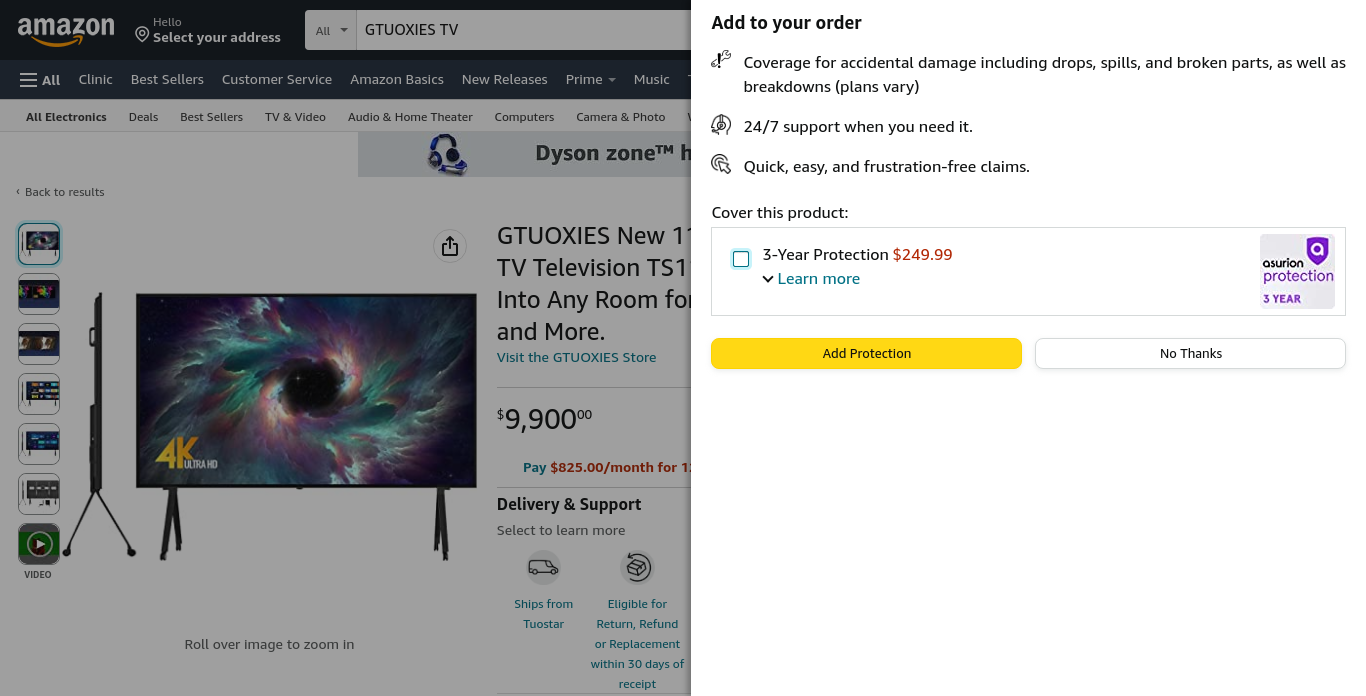 amazon
Hello
Select your address
All
GTUOXIES TV
All
Clinic
Best Sellers
Customer Service
Amazon Basics
New Releases
Prime
Music
All Electronics
Deals
Best Sellers
TV & Video
Audio & Home Theater
Computers
Camera & Photo
Dyson zone™ h
‹ Back to results
GTUOXIES New 11
TV Television TS1
Into Any Room for
and More.
Visit the GTUOXIES Store
$9,90000
Pay $825.00/month for 12
Delivery & Support
Select to learn more
Ships from
Tuostar
Eligible for
Return, Refund
or Replacement
within 30 days of
receipt
4K
ULTRA HD
VIDEO
Roll over image to zoom in
Add to your order
Coverage for accidental damage including drops, spills, and broken parts, as well as
breakdowns (plans vary)
24/7 support when you need it.
Quick, easy, and frustration-free claims.
Cover this product:
3-Year Protection $249.99
Learn more
asurion
protection
3 YEAR
Add Protection
No Thanks